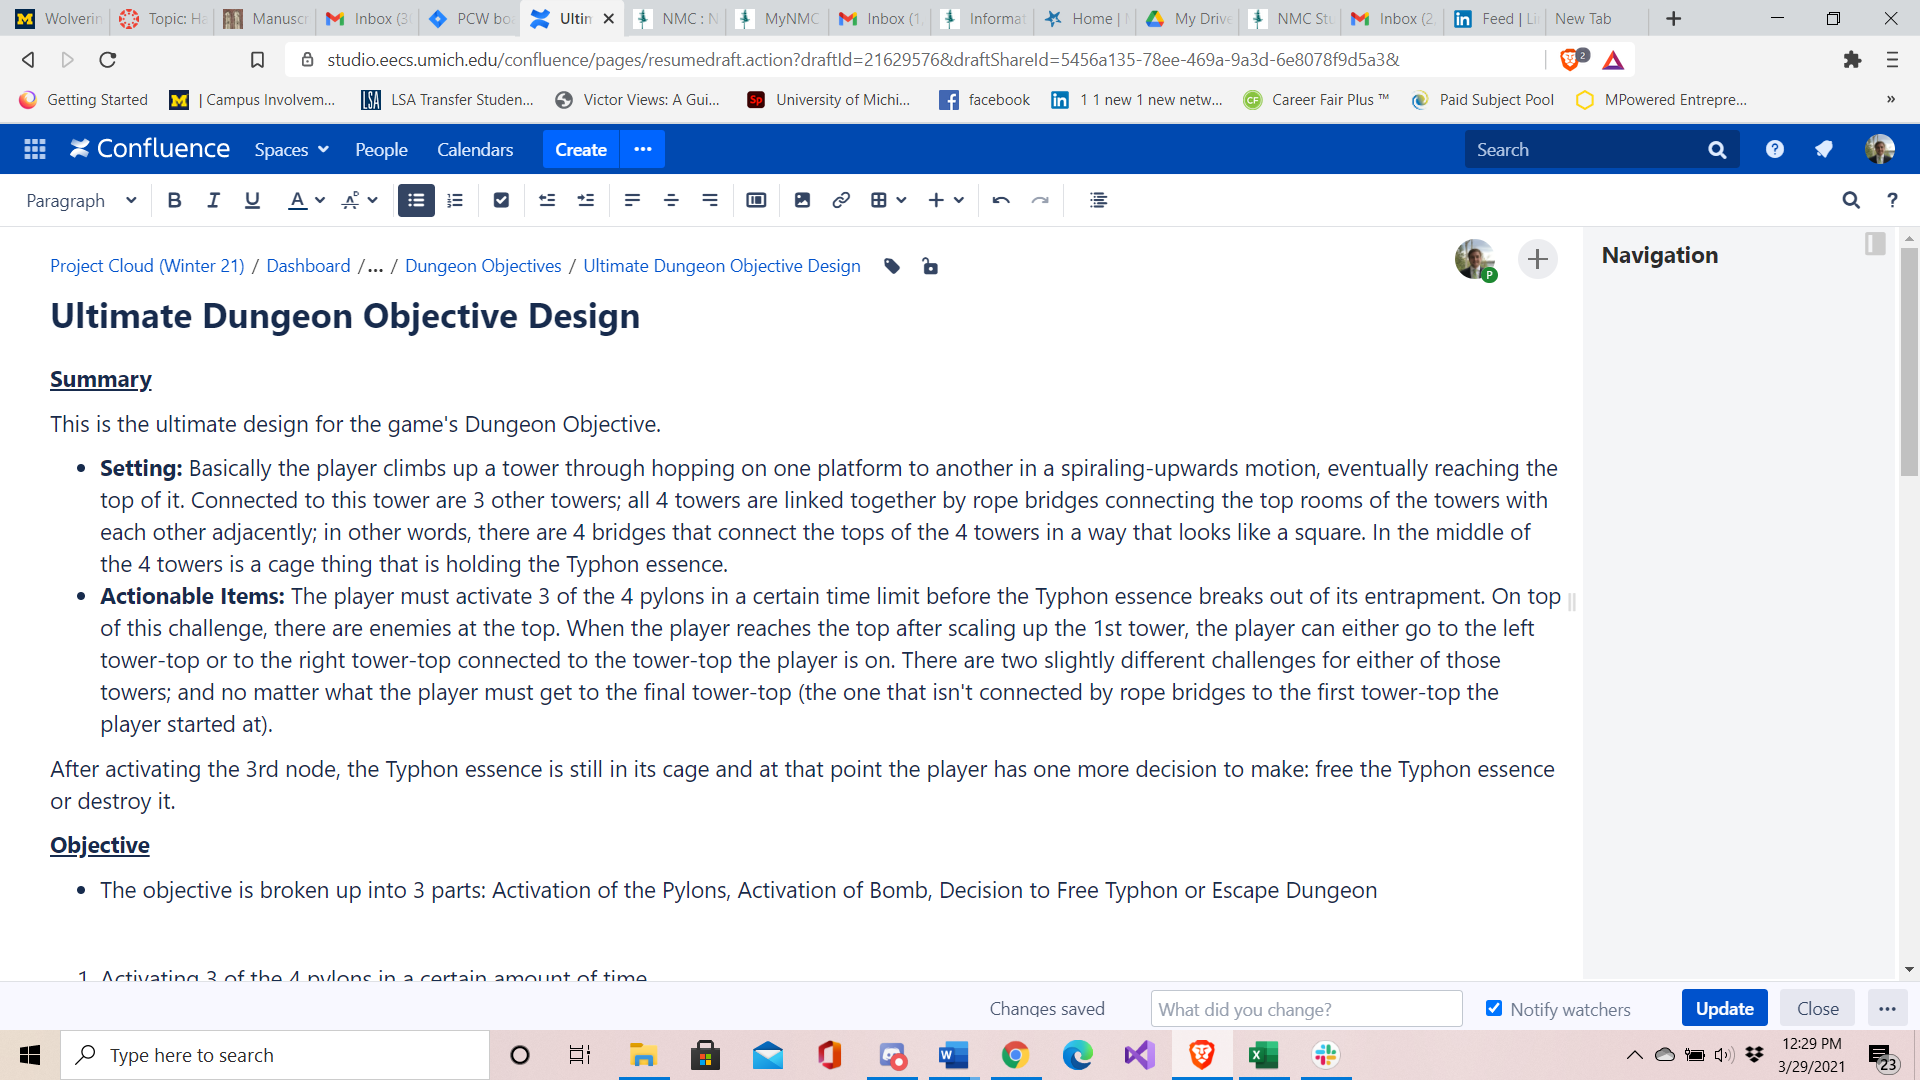 Wolverin
Topic: Ha
Manuscr
Inbox (3
PCW bo
Ultim
NMC : N
MyNMC
Inbox (1,
Informat
Home |
My Drive
NMC Stu
Inbox (2,
Feed | Li
New Tab
studio.eecs.umich.edu/confluence/pages/resumedraft.action?draftId=21629576&draftShareId=5456a135-78ee-469a-9a3d-6e8078f9d5a3&
2
Getting Started
| Campus Involvem...
LSA Transfer Studen...
Victor Views: A Gui...
University of Michi...
facebook
1 1 new 1 new netw...
Career Fair Plus ™
Paid Subject Pool
MPowered Entrepre...
»
Confluence
Spaces
People
Calendars
Create
Search
Paragraph
B I U A
Project Cloud (Winter 21) / Dashboard /... / Dungeon Objectives / Ultimate Dungeon Objective Design
P
Navigation
Ultimate Dungeon Objective Design
Summary
This is the ultimate design for the game's Dungeon Objective.
• Setting: Basically the player climbs up a tower through hopping on one platform to another in a spiraling-upwards motion, eventually reaching the
top of it. Connected to this tower are 3 other towers; all 4 towers are linked together by rope bridges connecting the top rooms of the towers with
each other adjacently; in other words, there are 4 bridges that connect the tops of the 4 towers in a way that looks like a square. In the middle of
the 4 towers is a cage thing that is holding the Typhon essence.
• Actionable Items: The player must activate 3 of the 4 pylons in a certain time limit before the Typhon essence breaks out of its entrapment. On top
of this challenge, there are enemies at the top. When the player reaches the top after scaling up the 1st tower, the player can either go to the left
tower-top or to the right tower-top connected to the tower-top the player is on. There are two slightly different challenges for either of those
towers; and no matter what the player must get to the final tower-top (the one that isn't connected by rope bridges to the first tower-top the
player started at).
After activating the 3rd node, the Typhon essence is still in its cage and at that point the player has one more decision to make: free the Typhon essence
or destroy it.
Objective
• The objective is broken up into 3 parts: Activation of the Pylons, Activation of Bomb, Decision to Free Typhon or Escape Dungeon
1. Activating 3 of the 4 pylons in a certain amount of time
Changes saved
What did you change?
Notify watchers
Update
Close
Type here to search
12:29 PM
3/29/2021
23